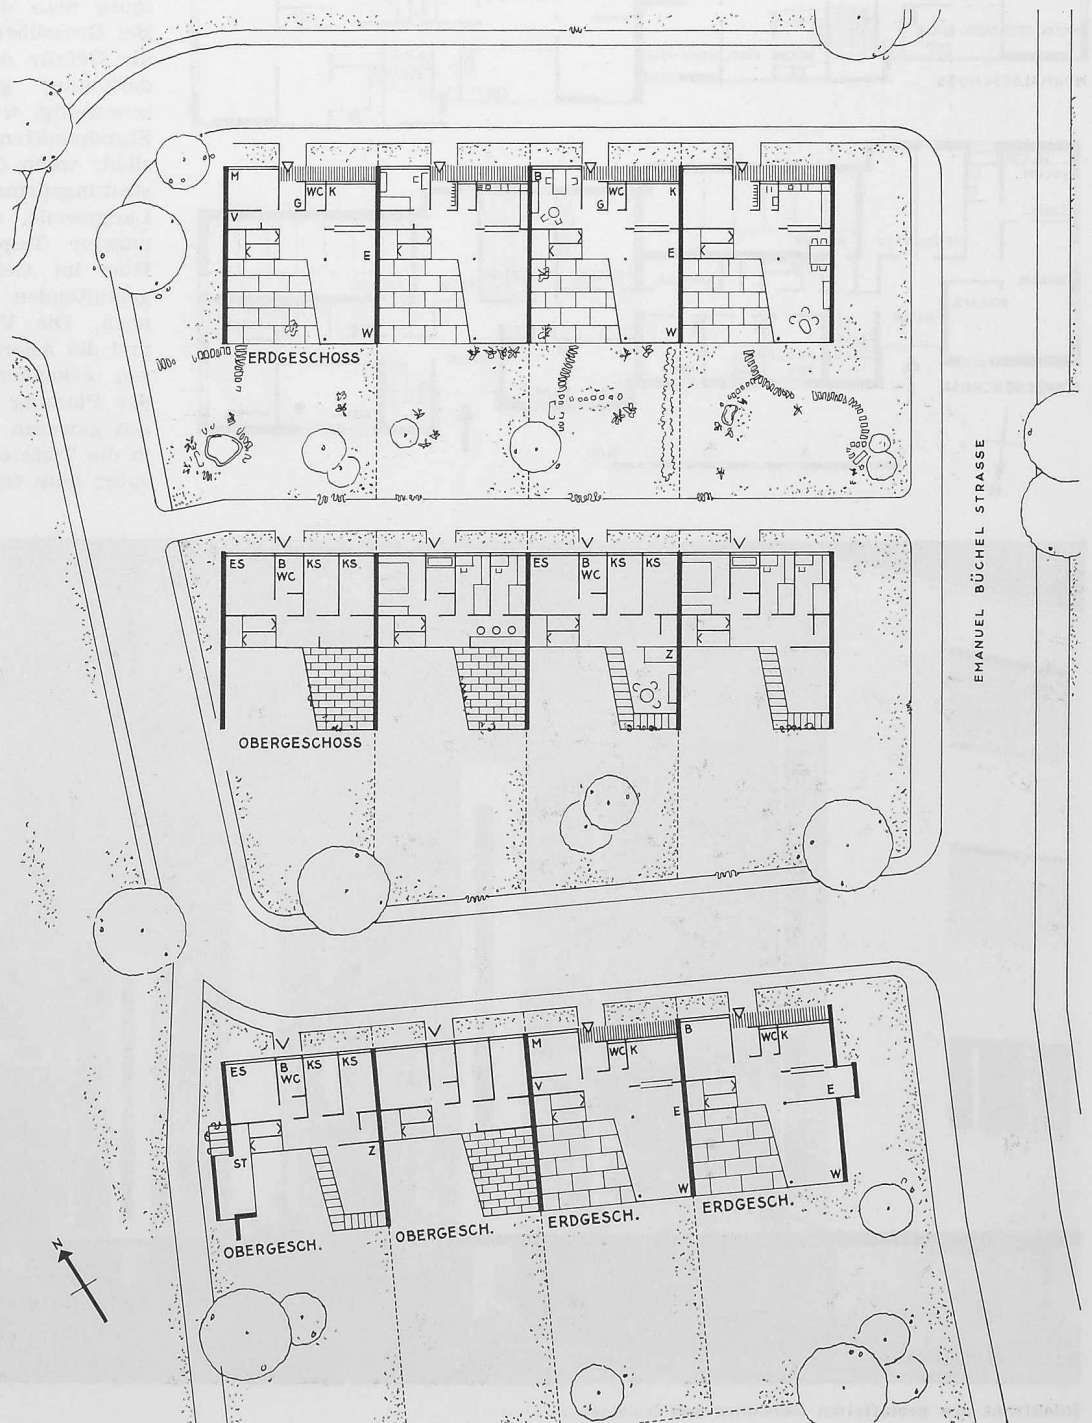 M
WC K
G
V
E
W
B
WC
K
G
E
W
ERDGESCHOSS
EMANUEL BÜCHEL STRASSE
ES
B
WC
KS
KS
ES
B
WC
KS
KS
Z
OBERGESCHOSS
ES
B
WC
KS
KS
ST
Z
OBERGESCH.
OBERGESCH.
M
WC K
V
E
W
ERDGESCH.
B
WC K
E
W
ERDGESCH.
N